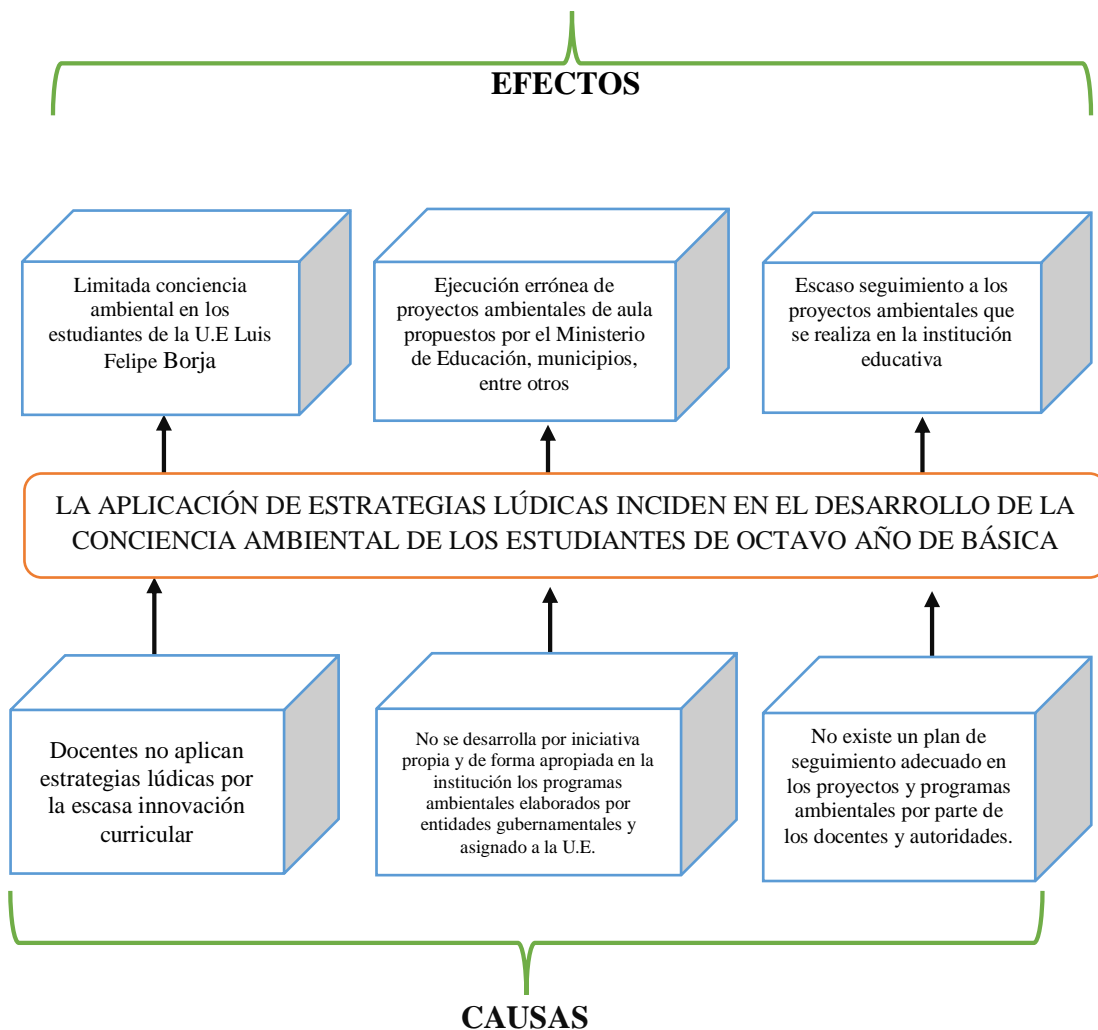 EFECTOS
Limitada conciencia
ambiental en los
estudiantes de la U.E Luis
Felipe Borja
Ejecución errónea de
proyectos ambientales de aula
propuestos por el Ministerio
de Educación, municipios,
entre otros
Escaso seguimiento a los
proyectos ambientales que
se realiza en la institución
educativa
LA APLICACIÓN DE ESTRATEGIAS LÚDICAS INCIDEN EN EL DESARROLLO DE LA
CONCIENCIA AMBIENTAL DE LOS ESTUDIANTES DE OCTAVO AÑO DE BÁSICA
Docentes no aplican
estrategias lúdicas por
la escasa innovación
curricular
No se desarrolla por iniciativa
propia y de forma apropiada en la
institución los programas
ambientales elaborados por
entidades gubernamentales y
asignado a la U.E.
No existe un plan de
seguimiento adecuado en
los proyectos y programas
ambientales por parte de
los docentes y autoridades.
CAUSAS